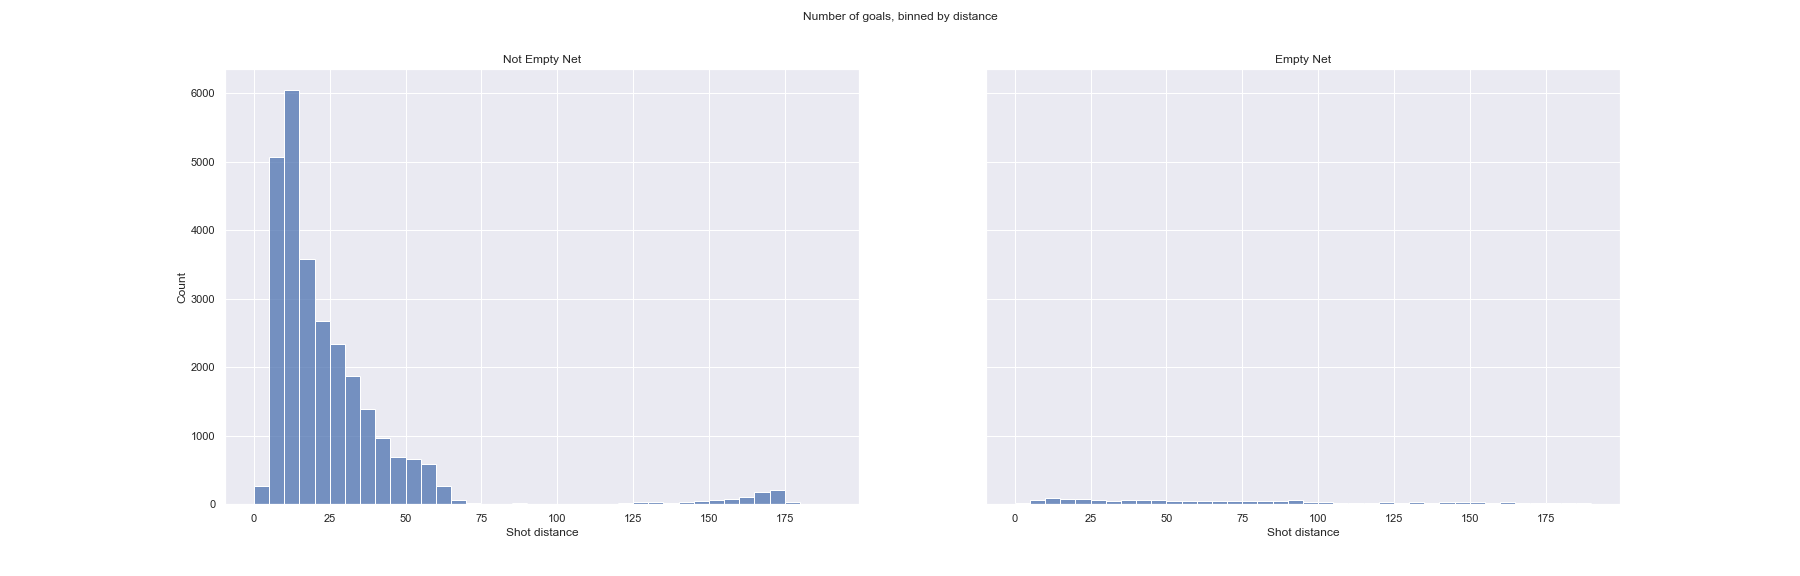 Number of goals, binned by distance
Not Empty Net
6000
5000
4000
3000
2000
1000
0
Count
0 25 50 75 100 125 150 175
Shot distance
Empty Net
0 25 50 75 100 125 150 175
Shot distance